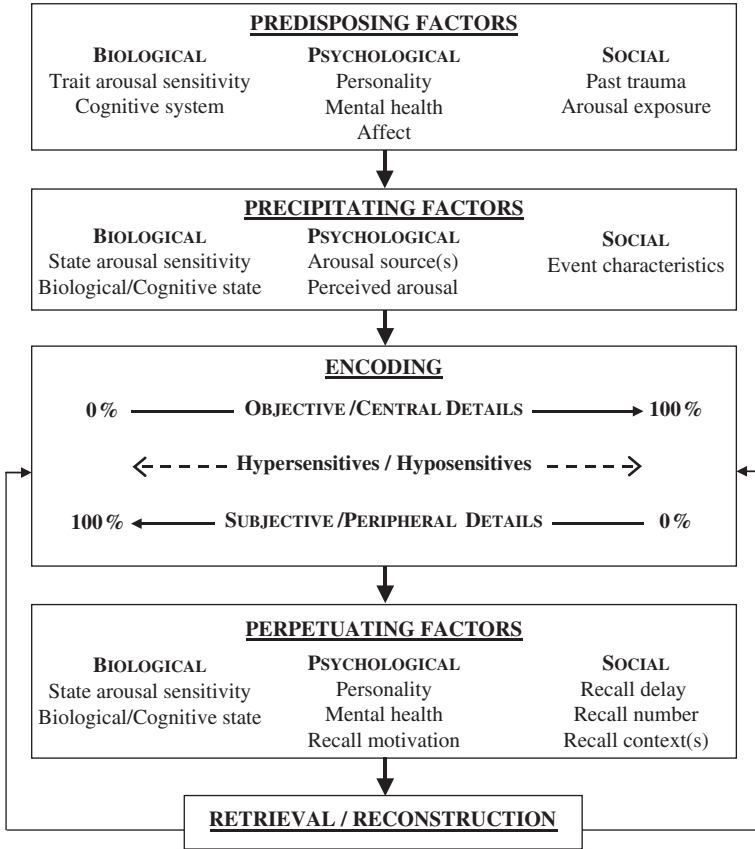 PREDISPOSING FACTORS
BIOLOGICAL PSYCHOLOGICAL SOCIAL
Trait arousal sensitivity Personality Past trauma
Cognitive system Mental health Arousal exposure
Affect
PRECIPITATING FACTORS
BIOLOGICAL PSYCHOLOGICAL SOCIAL
State arousal sensitivity Arousal source(s) Event characteristics
Biological/Cognitive state Perceived arousal
ENCODING
0% OBJECTIVE/CENTRAL DETAILS 100%
Hypersensitives / Hyposensitives
100% SUBJECTIVE/PERIPHERAL DETAILS 0%
PERPETUATING FACTORS
BIOLOGICAL PSYCHOLOGICAL SOCIAL
State arousal sensitivity Personality Recall delay
Biological/Cognitive state Mental health Recall number
Recall motivation Recall context(s)
RETRIEVAL / RECONSTRUCTION